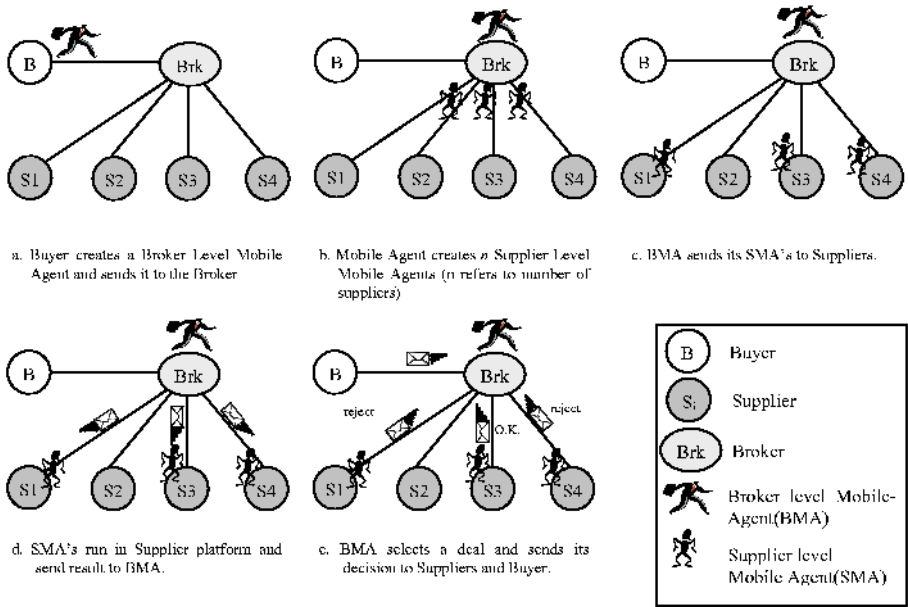 B
Brk
S1
S2
S3
S4
a. Buyer creates a Broker Level Mobile
Agent and sends it to the Broker
B
Brk
S1
S2
S3
S4
b. Mobile Agent creates n Supplier Level
Mobile Agents (n refers to number of
suppliers)
B
Brk
S1
S2
S3
S4
c. BMA sends its SMA's to Suppliers.
B
Brk
S1
S2
S3
S4
d. SMA's run in Supplier platform and
send result to BMA.
B
Brk
reject
O.K.
reject
S1
S2
S3
S4
e. BMA selects a deal and sends its
decision to Suppliers and Buyer.
B Buyer
Si Supplier
Brk Broker
Broker level Mobile-
Agent(BMA)
Supplier level
Mobile Agent(SMA)